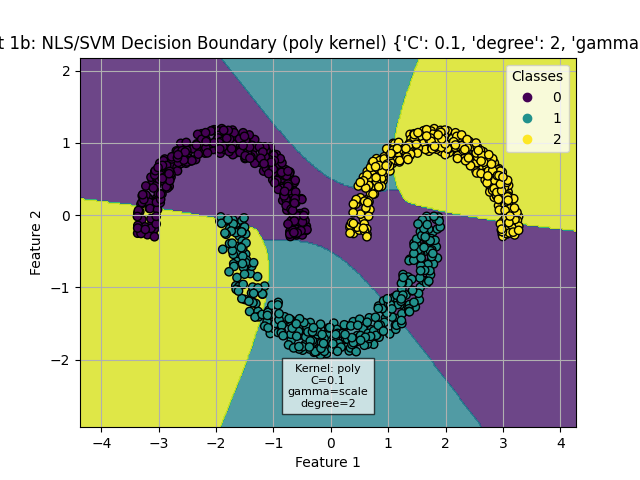 t 1b: NLS/SVM Decision Boundary (poly kernel) {'C': 0.1, 'degree': 2, 'gamma
Classes
0
1
2
2
1
0
−1
−2
Feature 2
Kernel: poly
C=0.1
gamma=scale
degree=2
−4 −3 −2 −1 0 1 2 3 4
Feature 1